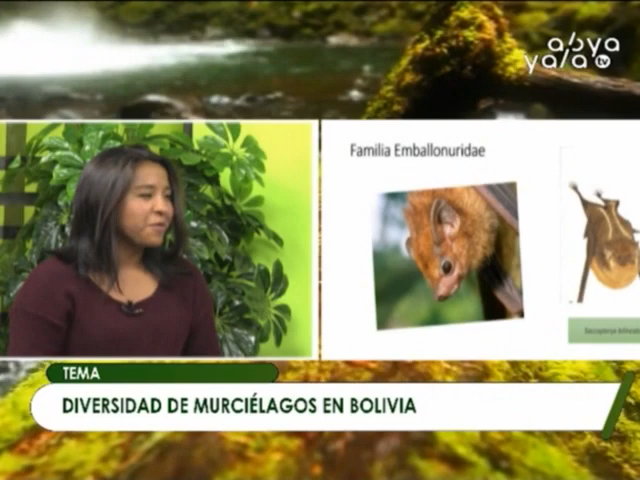 abya
yala tv
Familia Emballonuridae
TEMA
DIVERSIDAD DE MURCIÉLAGOS EN BOLIVIA